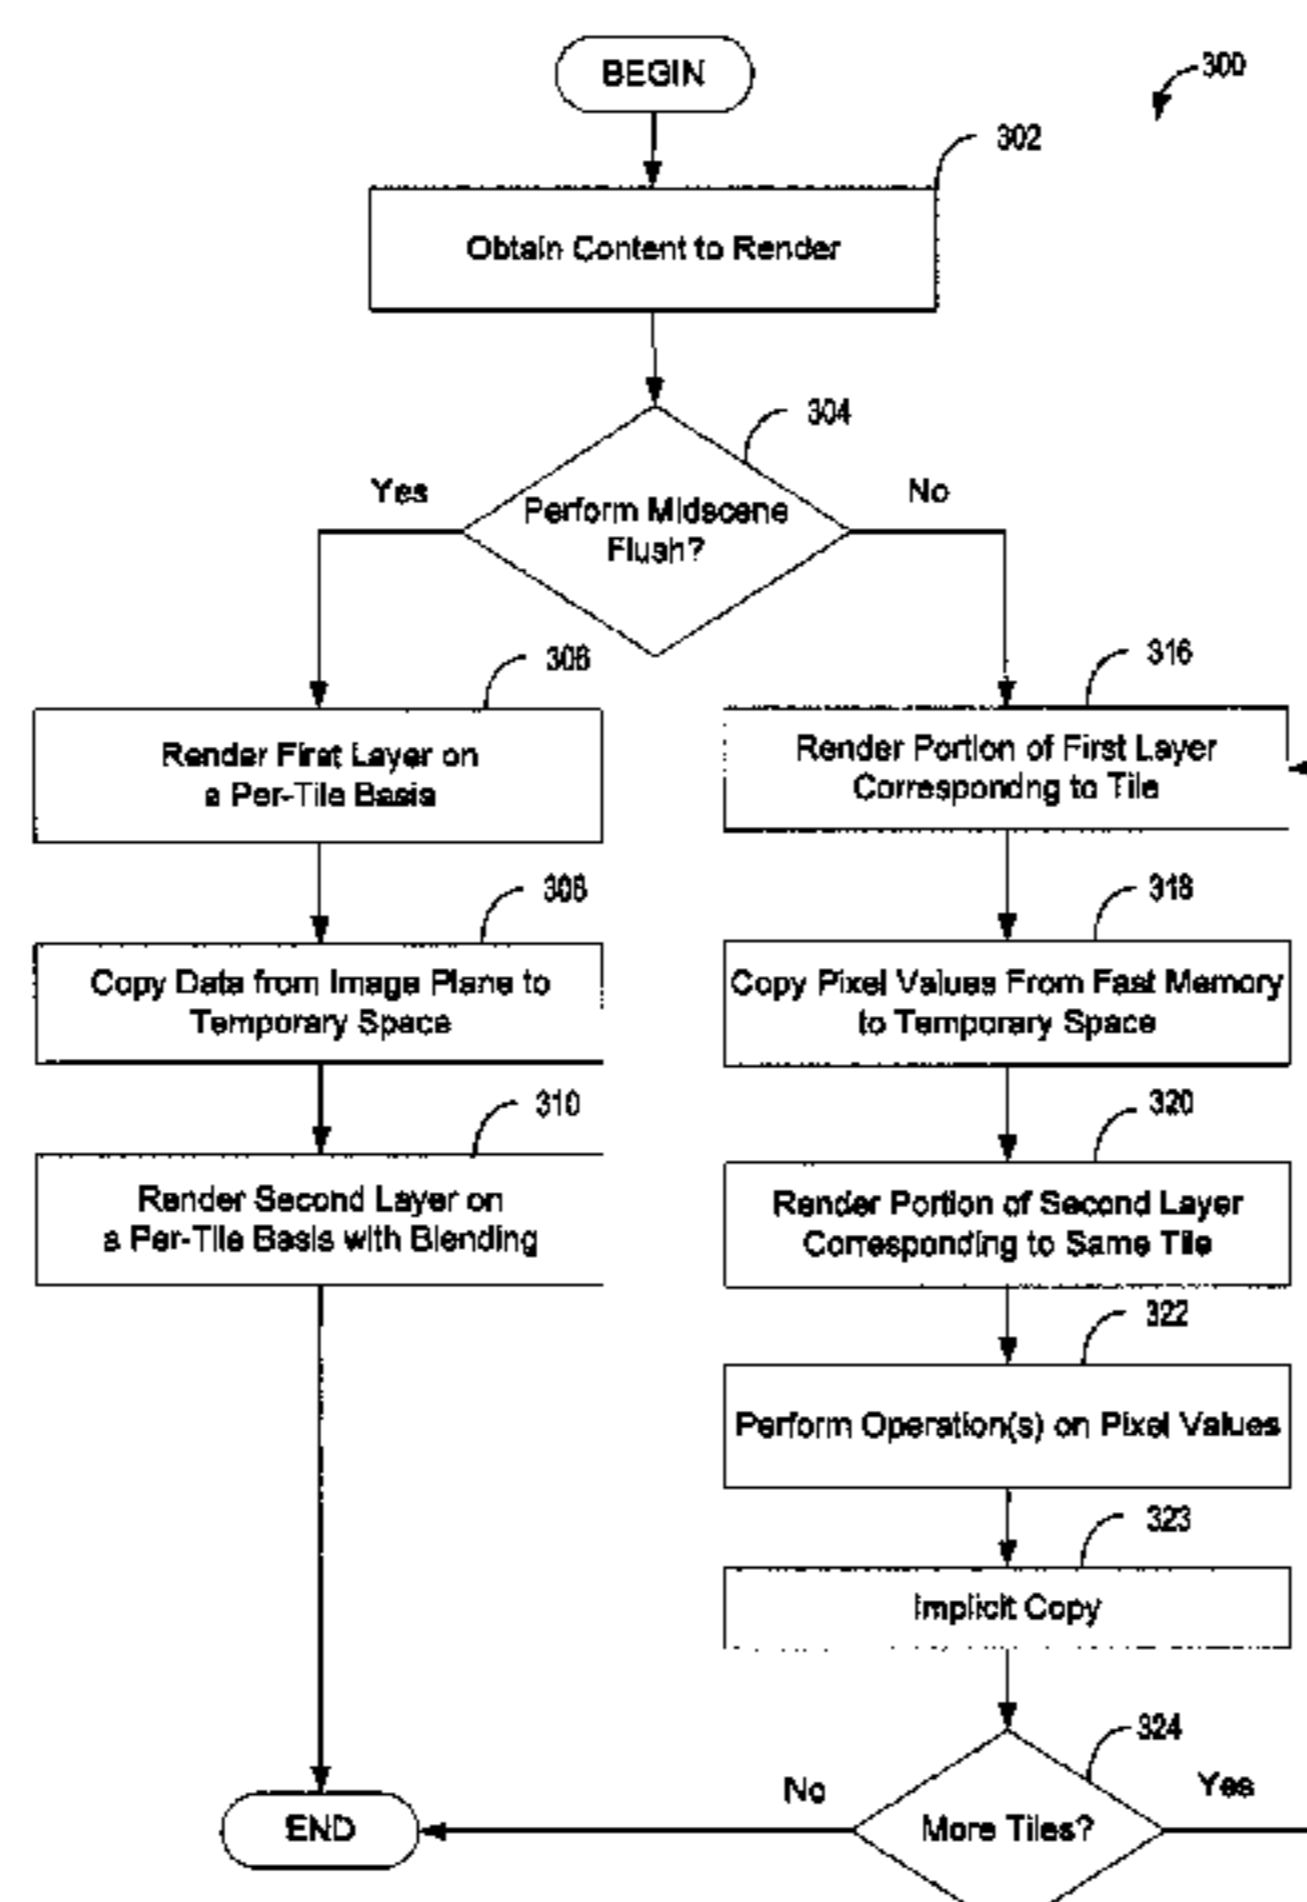 BEGIN
300
302
Obtain Content to Render
304
Yes
No
Perform Midscene
Flush?
306
316
Render First Layer on
a Per-Tile Basis
Render Portion of First Layer
Correspondng to Tile
308
318
Copy Data from Image Plane to
Temporary Space
Copy Pixel Values From Fast Memory
to Temporary Space
310
320
Render Second Layer on
a Per-Tile Basis with Blending
Render Portion of Second Layer
Corresponding to Same Tile
322
Perform Operation(s) on Pixel Values
323
Implicit Copy
324
No
Yes
END
More Tiles?